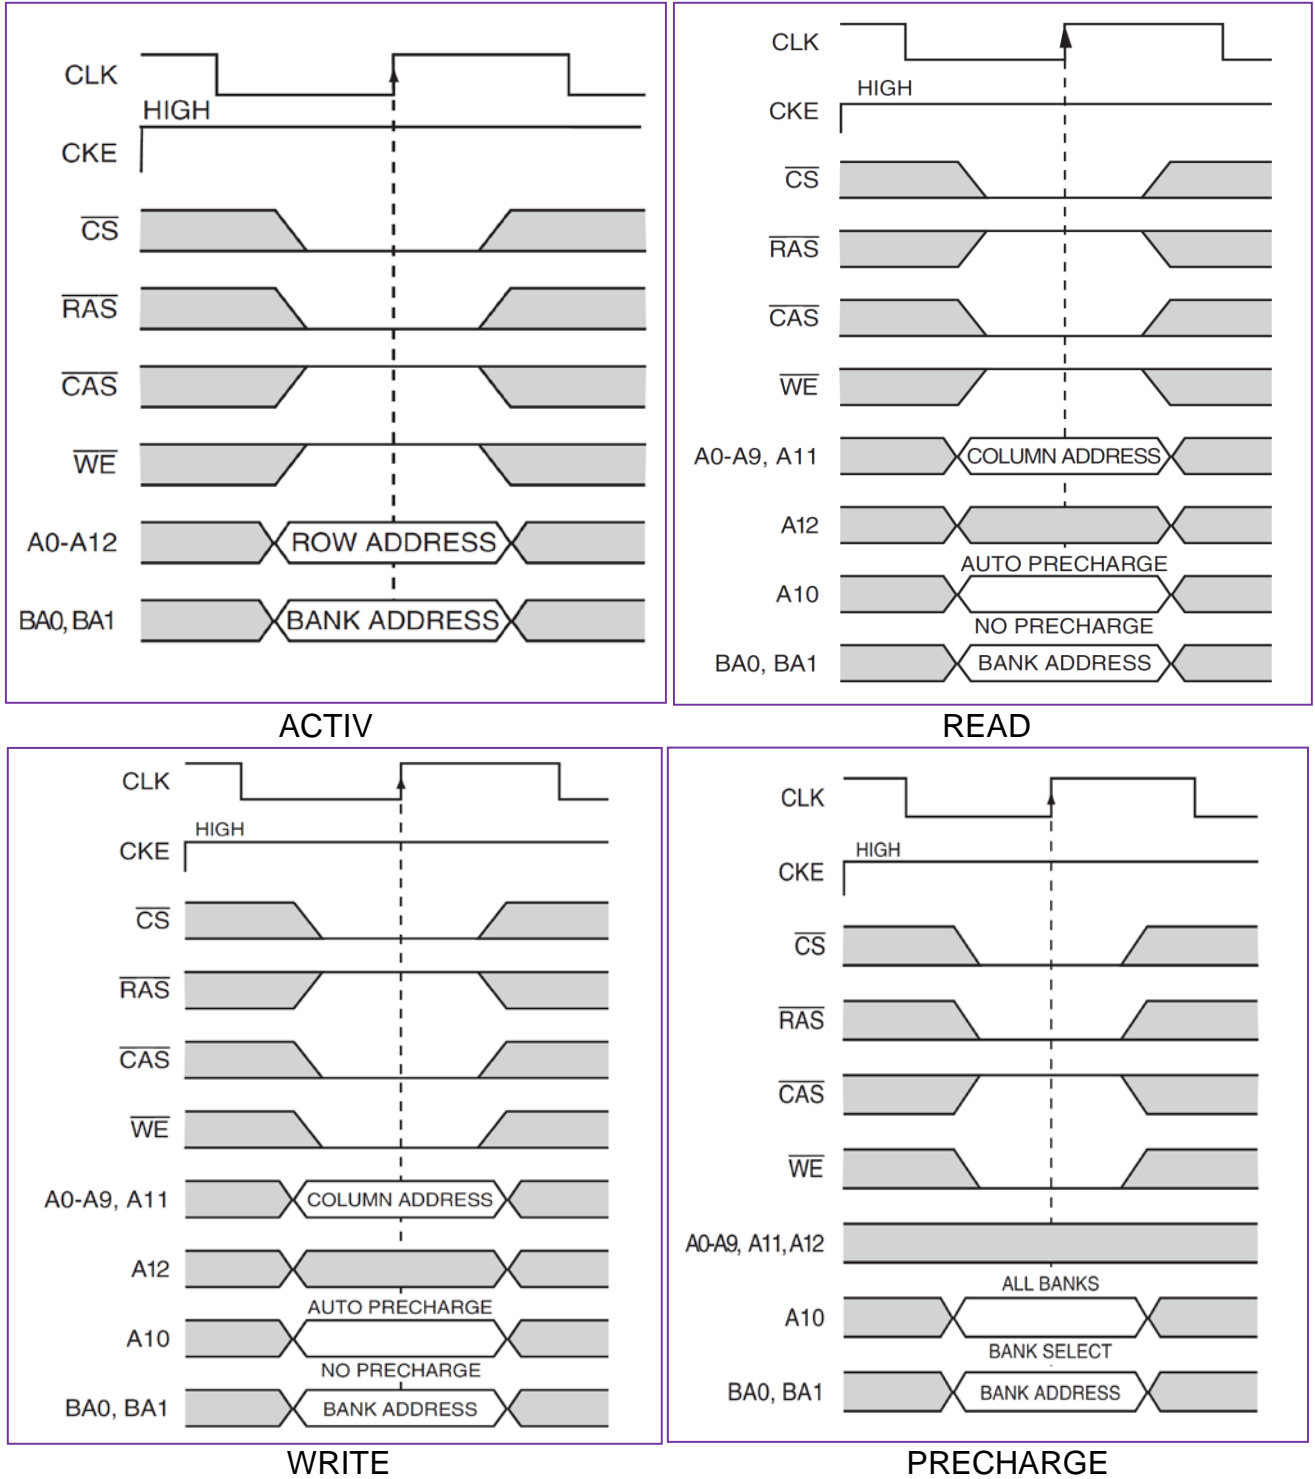 CLK
HIGH
CKE
CS
RAS
CAS
WE
A0-A12 ROW ADDRESS
BA0, BA1 BANK ADDRESS
ACTIV
CLK
HIGH
CKE
CS
RAS
CAS
WE
A0-A9, A11 COLUMN ADDRESS
A12
AUTO PRECHARGE
A10
NO PRECHARGE
BA0, BA1 BANK ADDRESS
READ
CLK
HIGH
CKE
CS
RAS
CAS
WE
A0-A9, A11 COLUMN ADDRESS
A12
AUTO PRECHARGE
A10
NO PRECHARGE
BA0, BA1 BANK ADDRESS
WRITE
CLK
HIGH
CKE
CS
RAS
CAS
WE
A0-A9, A11, A12
ALL BANKS
A10
BANK SELECT
BA0, BA1 BANK ADDRESS
PRECHARGE